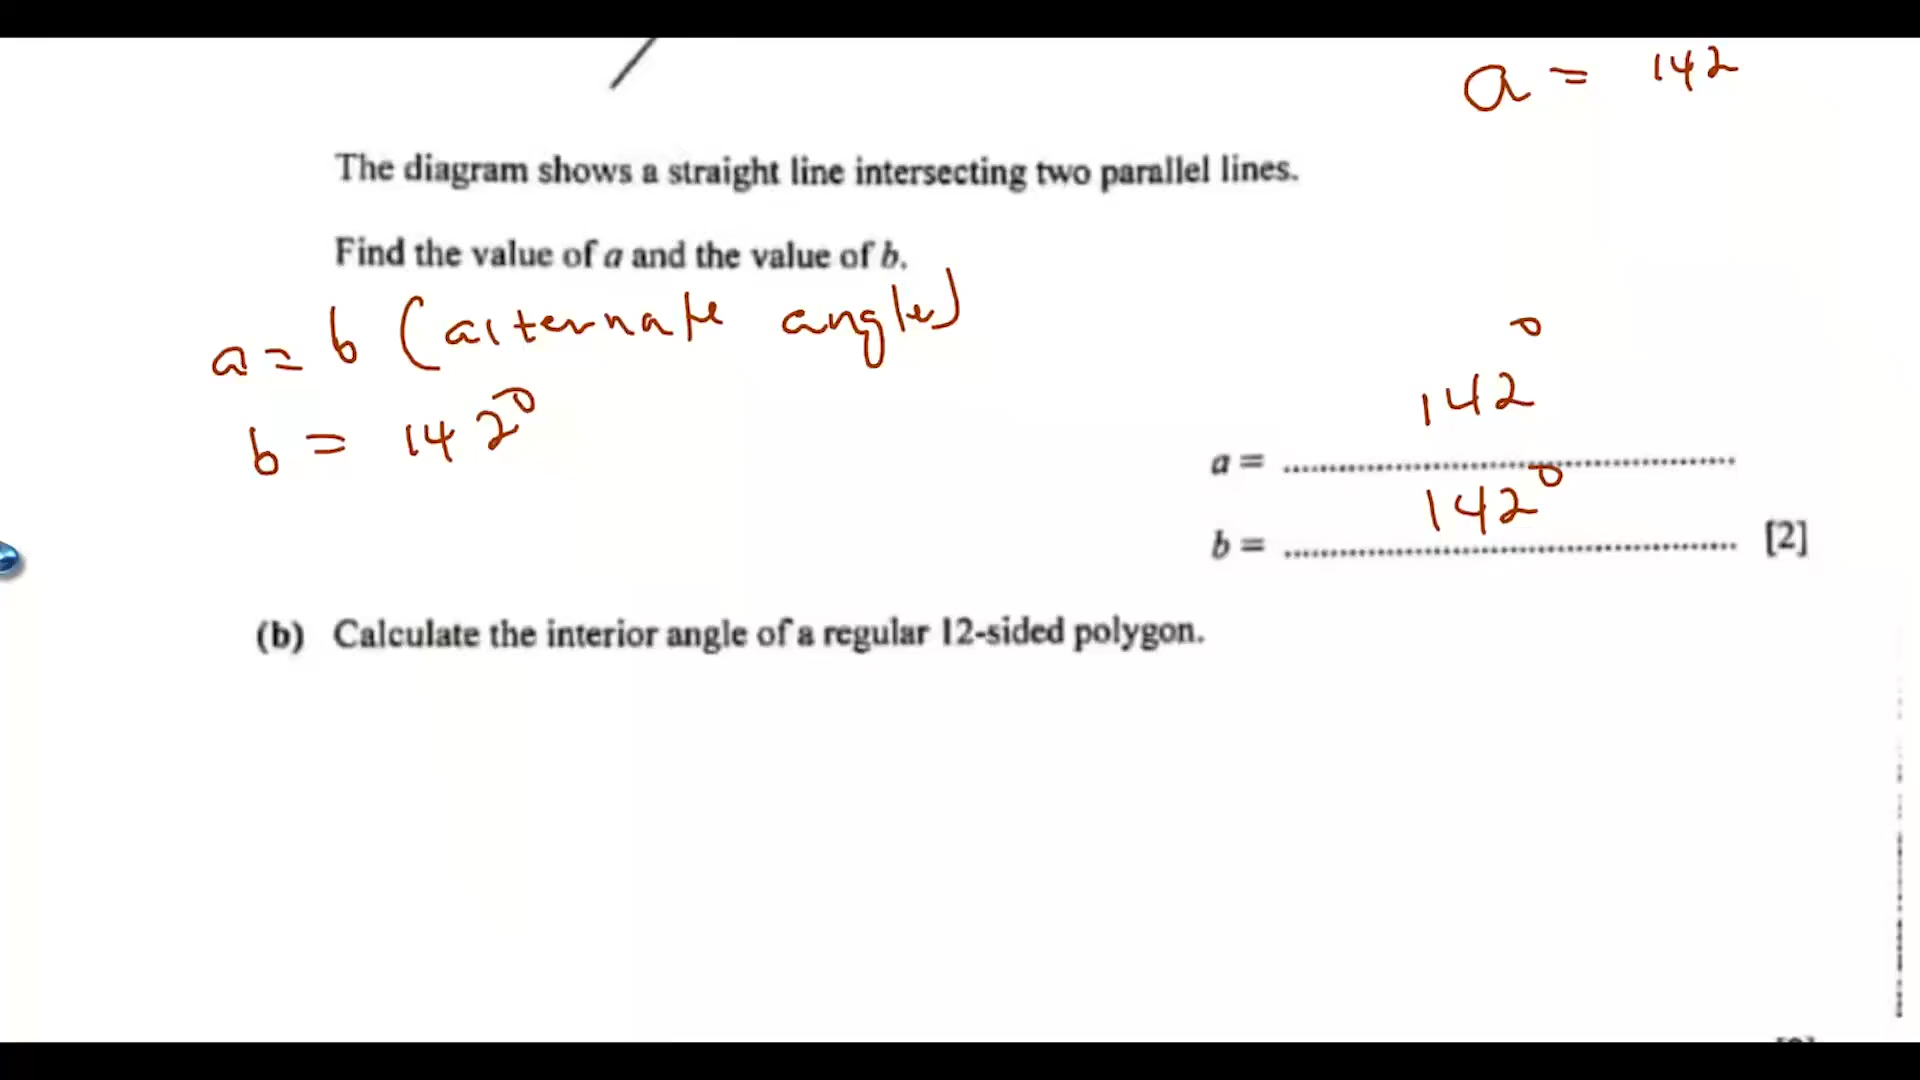 a = 142
The diagram shows a straight line intersecting two parallel lines.
Find the value of a and the value of b.
a = b (alternate angle)
b = 142°
142°
a = ........................................................
142°
b = ........................................................ [2]
(b) Calculate the interior angle of a regular 12-sided polygon.